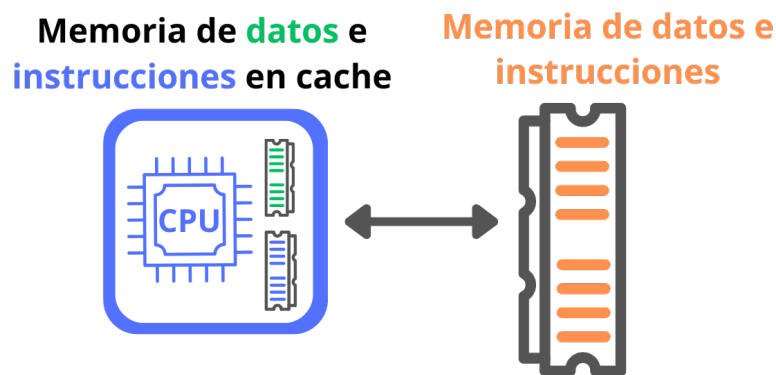 Memoria de datos e
instrucciones en cache
Memoria de datos e
instrucciones
CPU